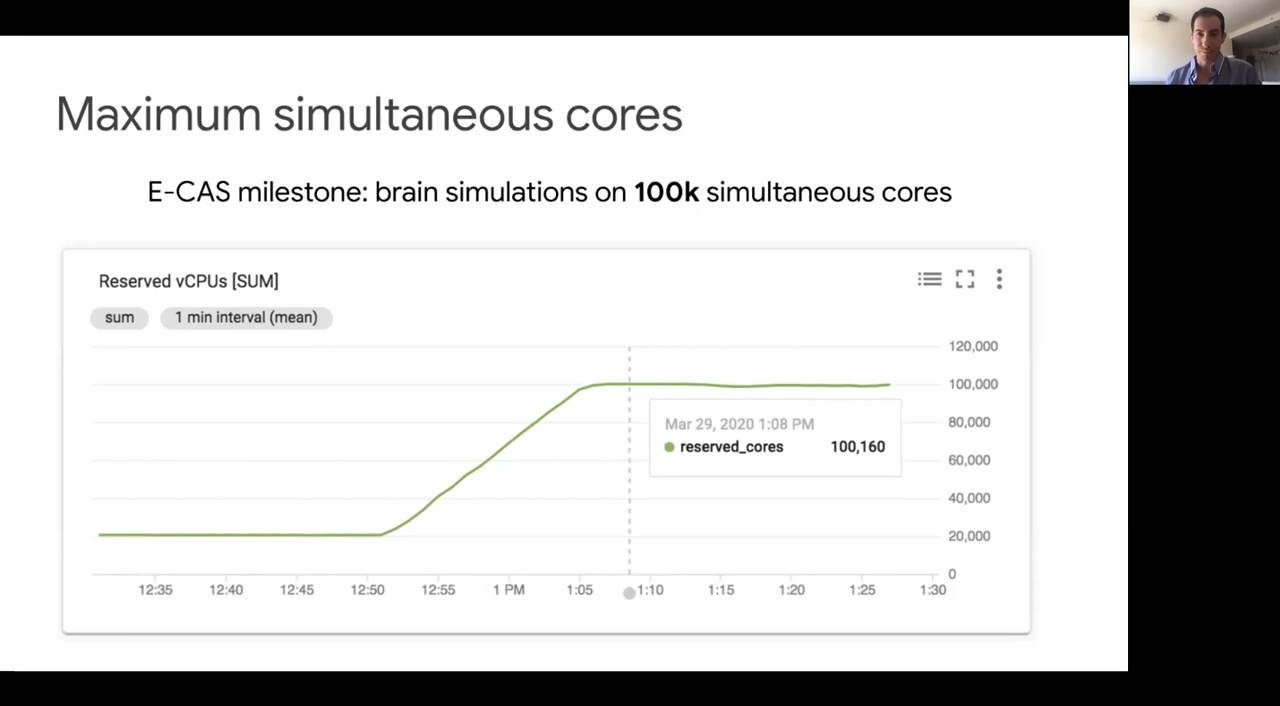 Maximum simultaneous cores
E-CAS milestone: brain simulations on 100k simultaneous cores
Reserved vCPUs [SUM]
sum
1 min interval (mean)
120,000
100,000
80,000
60,000
40,000
20,000
0
Mar 29, 2020 1:08 PM
reserved_cores 100,160
12:35 12:40 12:45 12:50 12:55 1 PM 1:05 1:10 1:15 1:20 1:25 1:30